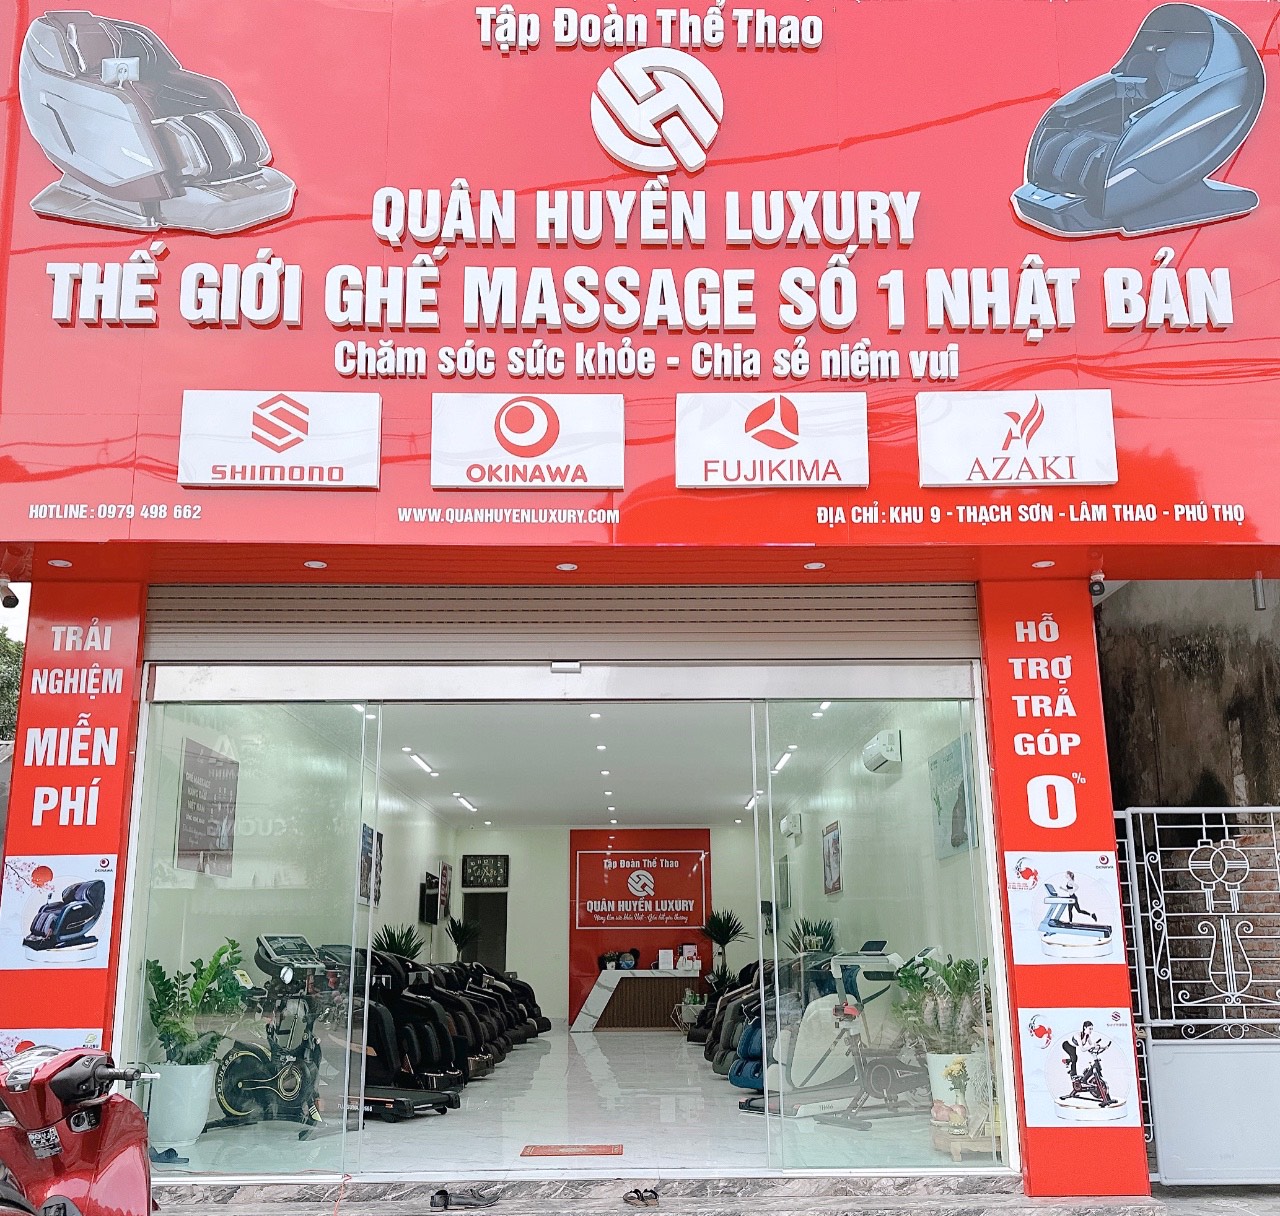 Tập Đoàn Thể Thao
QUÂN HUYỀN LUXURY
THẾ GIỚI GHẾ MASSAGE SỐ 1 NHẬT BẢN
Chăm sóc sức khỏe - Chia sẻ niềm vui
SHIMONO
OKINAWA
FUJIKIMA
AZAKI
HOTLINE: 0979 498 662
WWW.QUANHUYENLUXURY.COM
ĐỊA CHỈ: KHU 9 - THẠCH SƠN - LÂM THAO - PHÚ THỌ
TRẢI
NGHIỆM
MIỄN
PHÍ
HỖ
TRỢ
TRẢ
GÓP
0%
OKINAWA
Tập Đoàn Thể Thao
QUÂN HUYỀN LUXURY